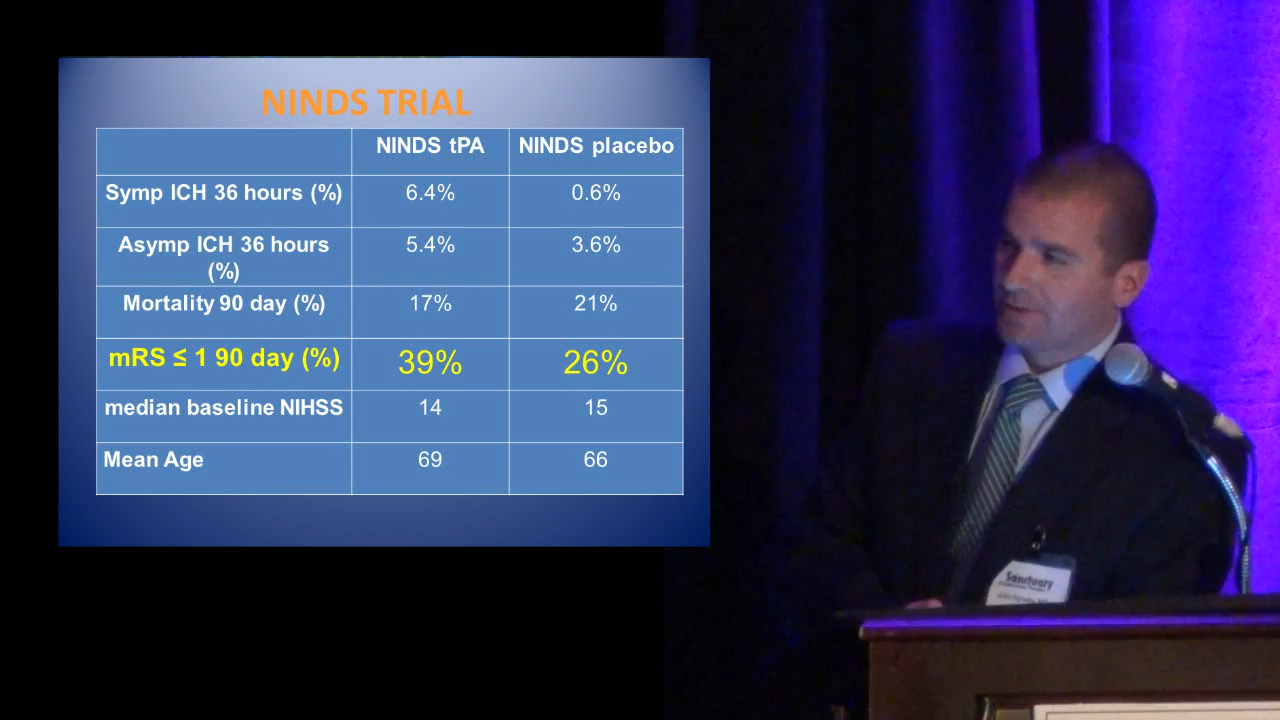 NINDS TRIAL
NINDS tPA NINDS placebo
Symp ICH 36 hours (%) 6.4% 0.6%
Asymp ICH 36 hours
(%) 5.4% 3.6%
Mortality 90 day (%) 17% 21%
mRS ≤ 1 90 day (%) 39% 26%
median baseline NIHSS 14 15
Mean Age 69 66
Sanctuary